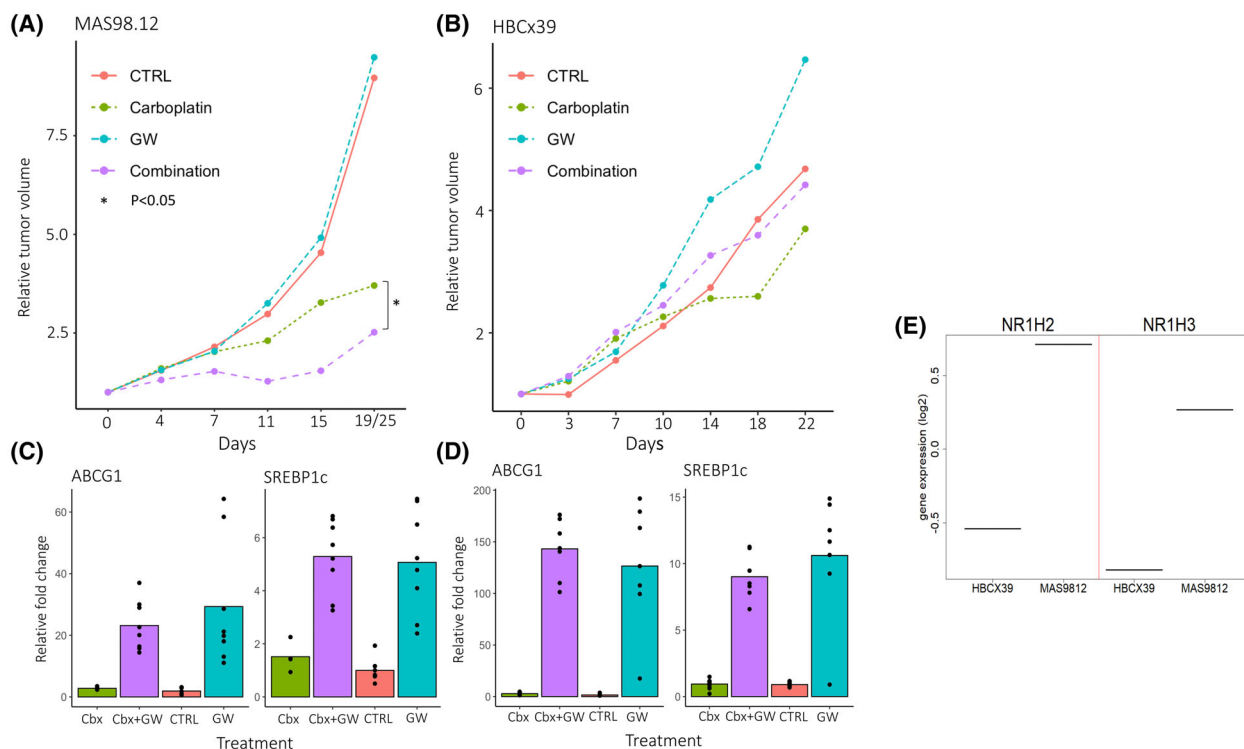 (A) MAS98.12
CTRL
Carboplatin
GW
Combination
* P<0.05
*
Relative tumor volume
7.5
5.0
2.5
0 4 7 11 15 19/25
Days
(B) HBCx39
CTRL
Carboplatin
GW
Combination
Relative tumor volume
6
4
2
0 3 7 10 14 18 22
Days
(C)
ABCG1
Relative fold change
60
40
20
0
Cbx Cbx+GW CTRL GW
SREBP1c
6
4
2
0
Cbx Cbx+GW CTRL GW
Treatment
(D)
ABCG1
Relative fold change
200
150
100
50
0
Cbx Cbx+GW CTRL GW
SREBP1c
15
10
5
0
Cbx Cbx+GW CTRL GW
Treatment
(E)
NR1H2 NR1H3
gene expression (log2)
0.5
0.0
-0.5
HBCX39 MAS9812 HBCX39 MAS9812